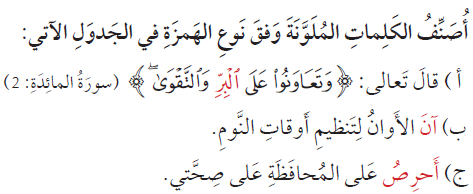 أُصَنِّفُ الكَلِماتِ المُلَوَّنَةَ وَفقَ نَوعِ الهَمزَةِ في الجَدوَلِ الآتي:
أ ) قالَ تَعالى: ﴿ وَتَعَاوَنُواْ عَلَى ٱلۡبِرِّ وَٱلتَّقۡوَىٰۖ ﴾ (سورَةُ المائِدَةِ: 2)
ب) آنَ الأَوانُ لِتَنظيمِ أَوقاتِ النَّومِ.
ج) أَحرِصُ عَلى المُحافَظَةِ عَلى صِحَّتي.